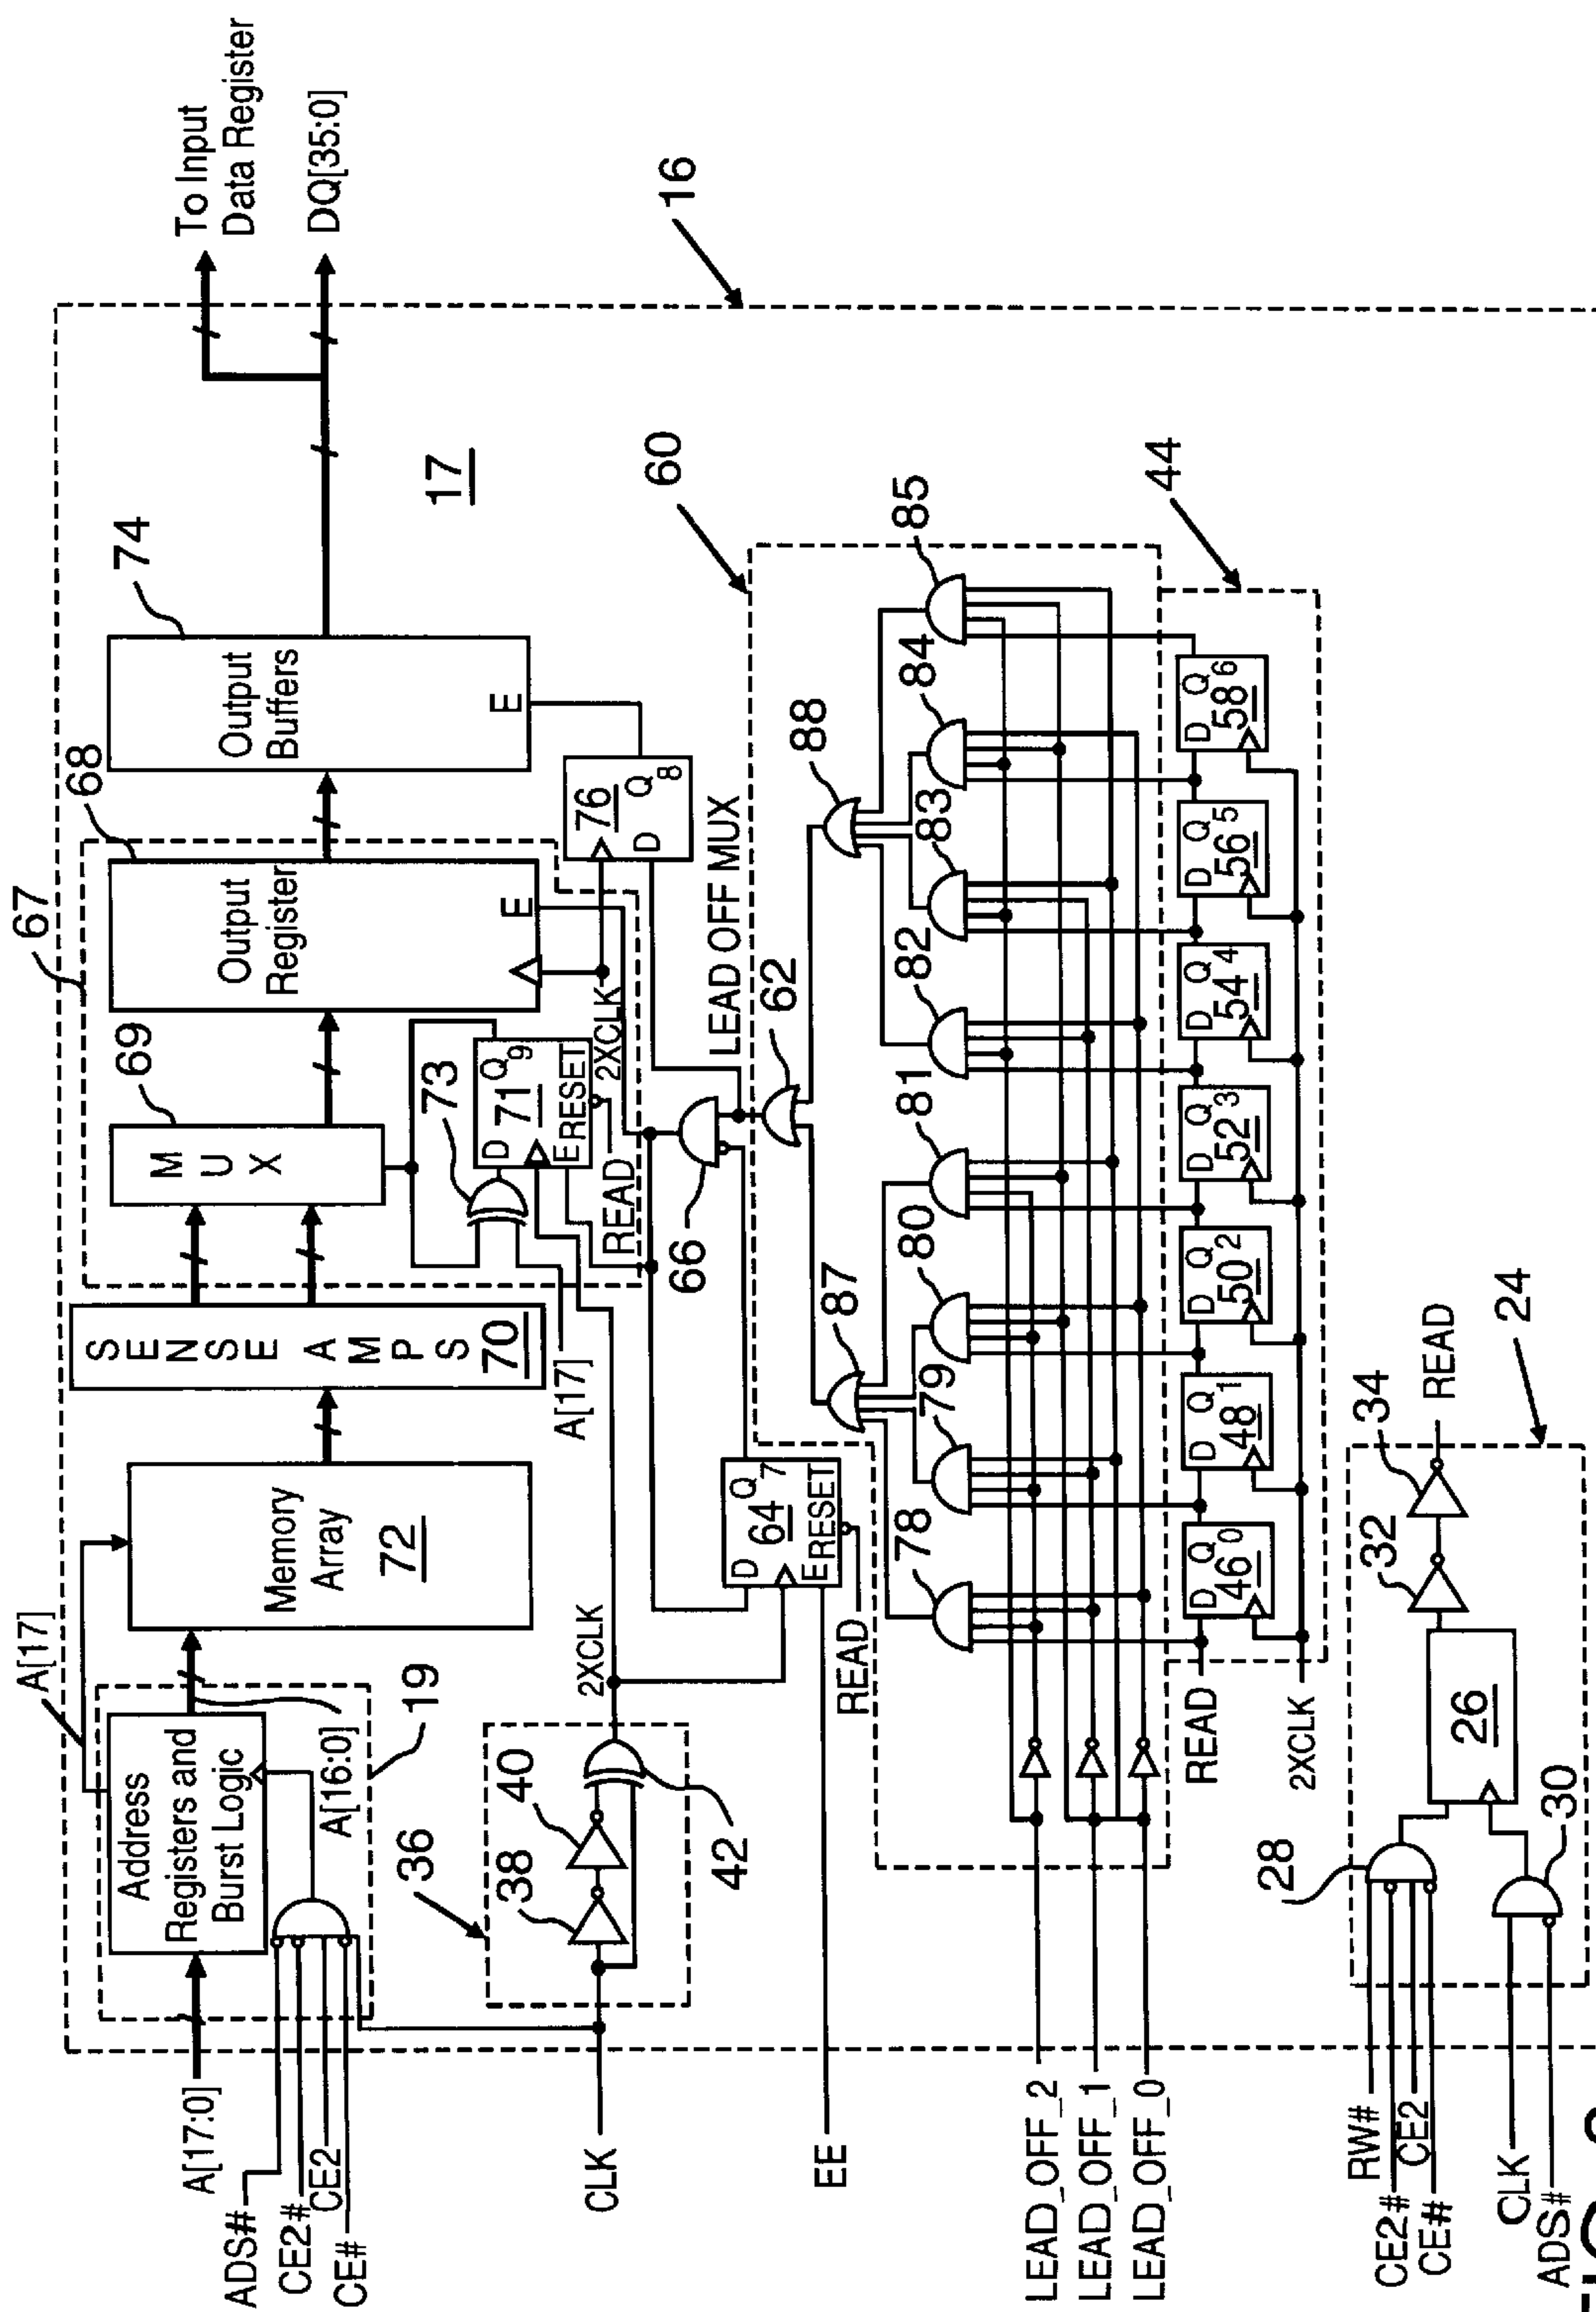 To Input
Data Register
DQ[35:0]
16
17
67
68
74
Output
Buffers
E
Output
Register
E
69
M
U
X
73
D Q 9
71
E RESET
READ
2XCLK
76
D Q 8
LEAD OFF MUX
SENSE AMPS
70
A[17]
Memory
Array
72
A[17]
Address
Registers and
Burst Logic
A[16:0]
19
A[17:0]
ADS#
CE2#
CE2
CE#
36
38
40
42
2XCLK
CLK
EE
66
62
D Q 7
64
E RESET
READ
60
87
88
78
79
80
81
82
83
84
85
44
LEAD_OFF_2
LEAD_OFF_1
LEAD_OFF_0
READ
2XCLK
D Q 0
46
D Q 1
48
D Q 2
50
D Q 3
52
D Q 4
54
D Q 5
56
D Q 6
58
RW#
CE2#
CE2
CE#
CLK
ADS#
28
30
26
32
34
READ
24